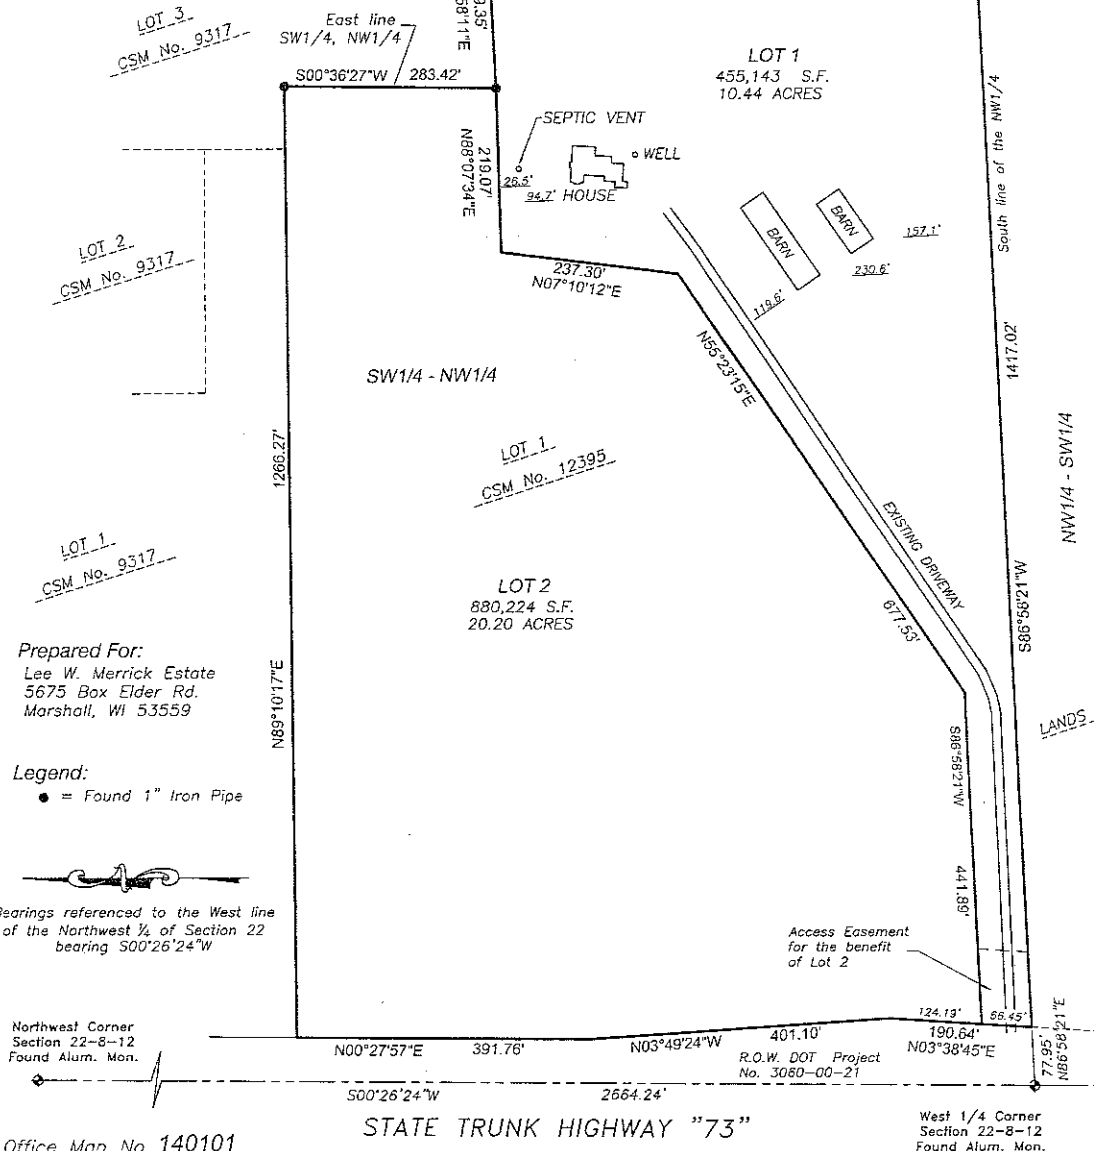 LOT 3
CSM No. 9317
East line
SW1/4, NW1/4
S00°36'27"W 283.42'
LOT 1
455,143 S.F.
10.44 ACRES
South line of the NW1/4
SEPTIC VENT
WELL
219.07'
N88°07'34"E
26.5'
94.7'
HOUSE
BARN
BARN
157.1'
230.6'
119.6'
LOT 2
CSM No. 9317
237.30'
N07°10'12"E
N55°23'15"E
1417.02'
SW1/4 - NW1/4
NW1/4 - SW1/4
1266.27'
LOT 1
CSM No. 12395
EXISTING DRIVEWAY
LOT 1
CSM No. 9317
LOT 2
880,224 S.F.
20.20 ACRES
677.53'
S86°58'21"W
Prepared For:
Lee W. Merrick Estate
5675 Box Elder Rd.
Marshall, WI 53559
N89°10'17"E
LANDS
S86°58'21"W
Legend:
● = Found 1" Iron Pipe
441.89'
Bearings referenced to the West line
of the Northwest ¼ of Section 22
bearing S00°26'24"W
Access Easement
for the benefit
of Lot 2
Northwest Corner
Section 22-8-12
Found Alum. Mon.
124.19'
66.45'
N00°27'57"E 391.76'
N03°49'24"W
401.10'
190.64'
N03°38'45"E
R.O.W. DOT Project
No. 3060-00-21
77.95'
N86°58'21"E
S00°26'24"W 2664.24'
STATE TRUNK HIGHWAY "73"
West 1/4 Corner
Section 22-8-12
Found Alum. Mon.
Office Map No. 140101